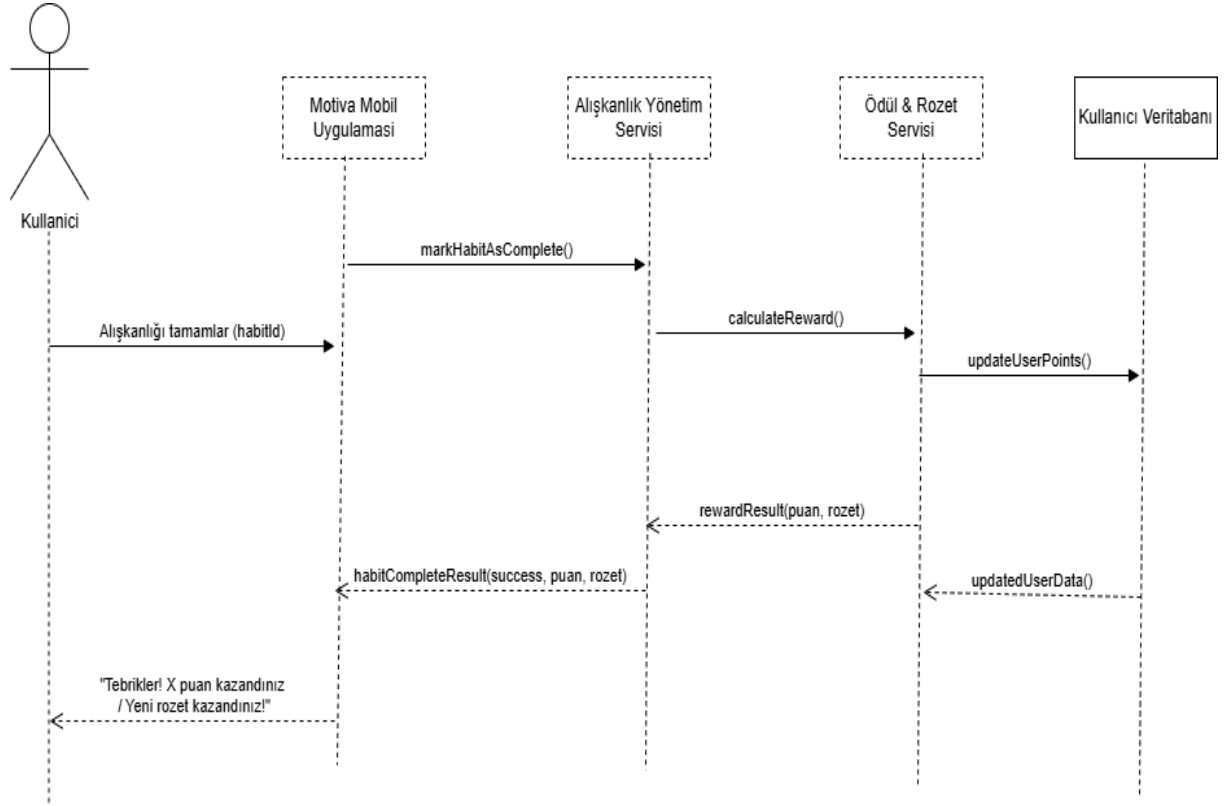 Motiva Mobil
Uygulamasi
Alışkanlık Yönetim
Servisi
Ödül & Rozet
Servisi
Kullanıcı Veritabanı
Kullanici
markHabitAsComplete()
calculateReward()
Alışkanlığı tamamlar (habitId)
updateUserPoints()
rewardResult(puan, rozet)
habitCompleteResult(success, puan, rozet)
updatedUserData()
"Tebrikler! X puan kazandınız
/ Yeni rozet kazandınız!"